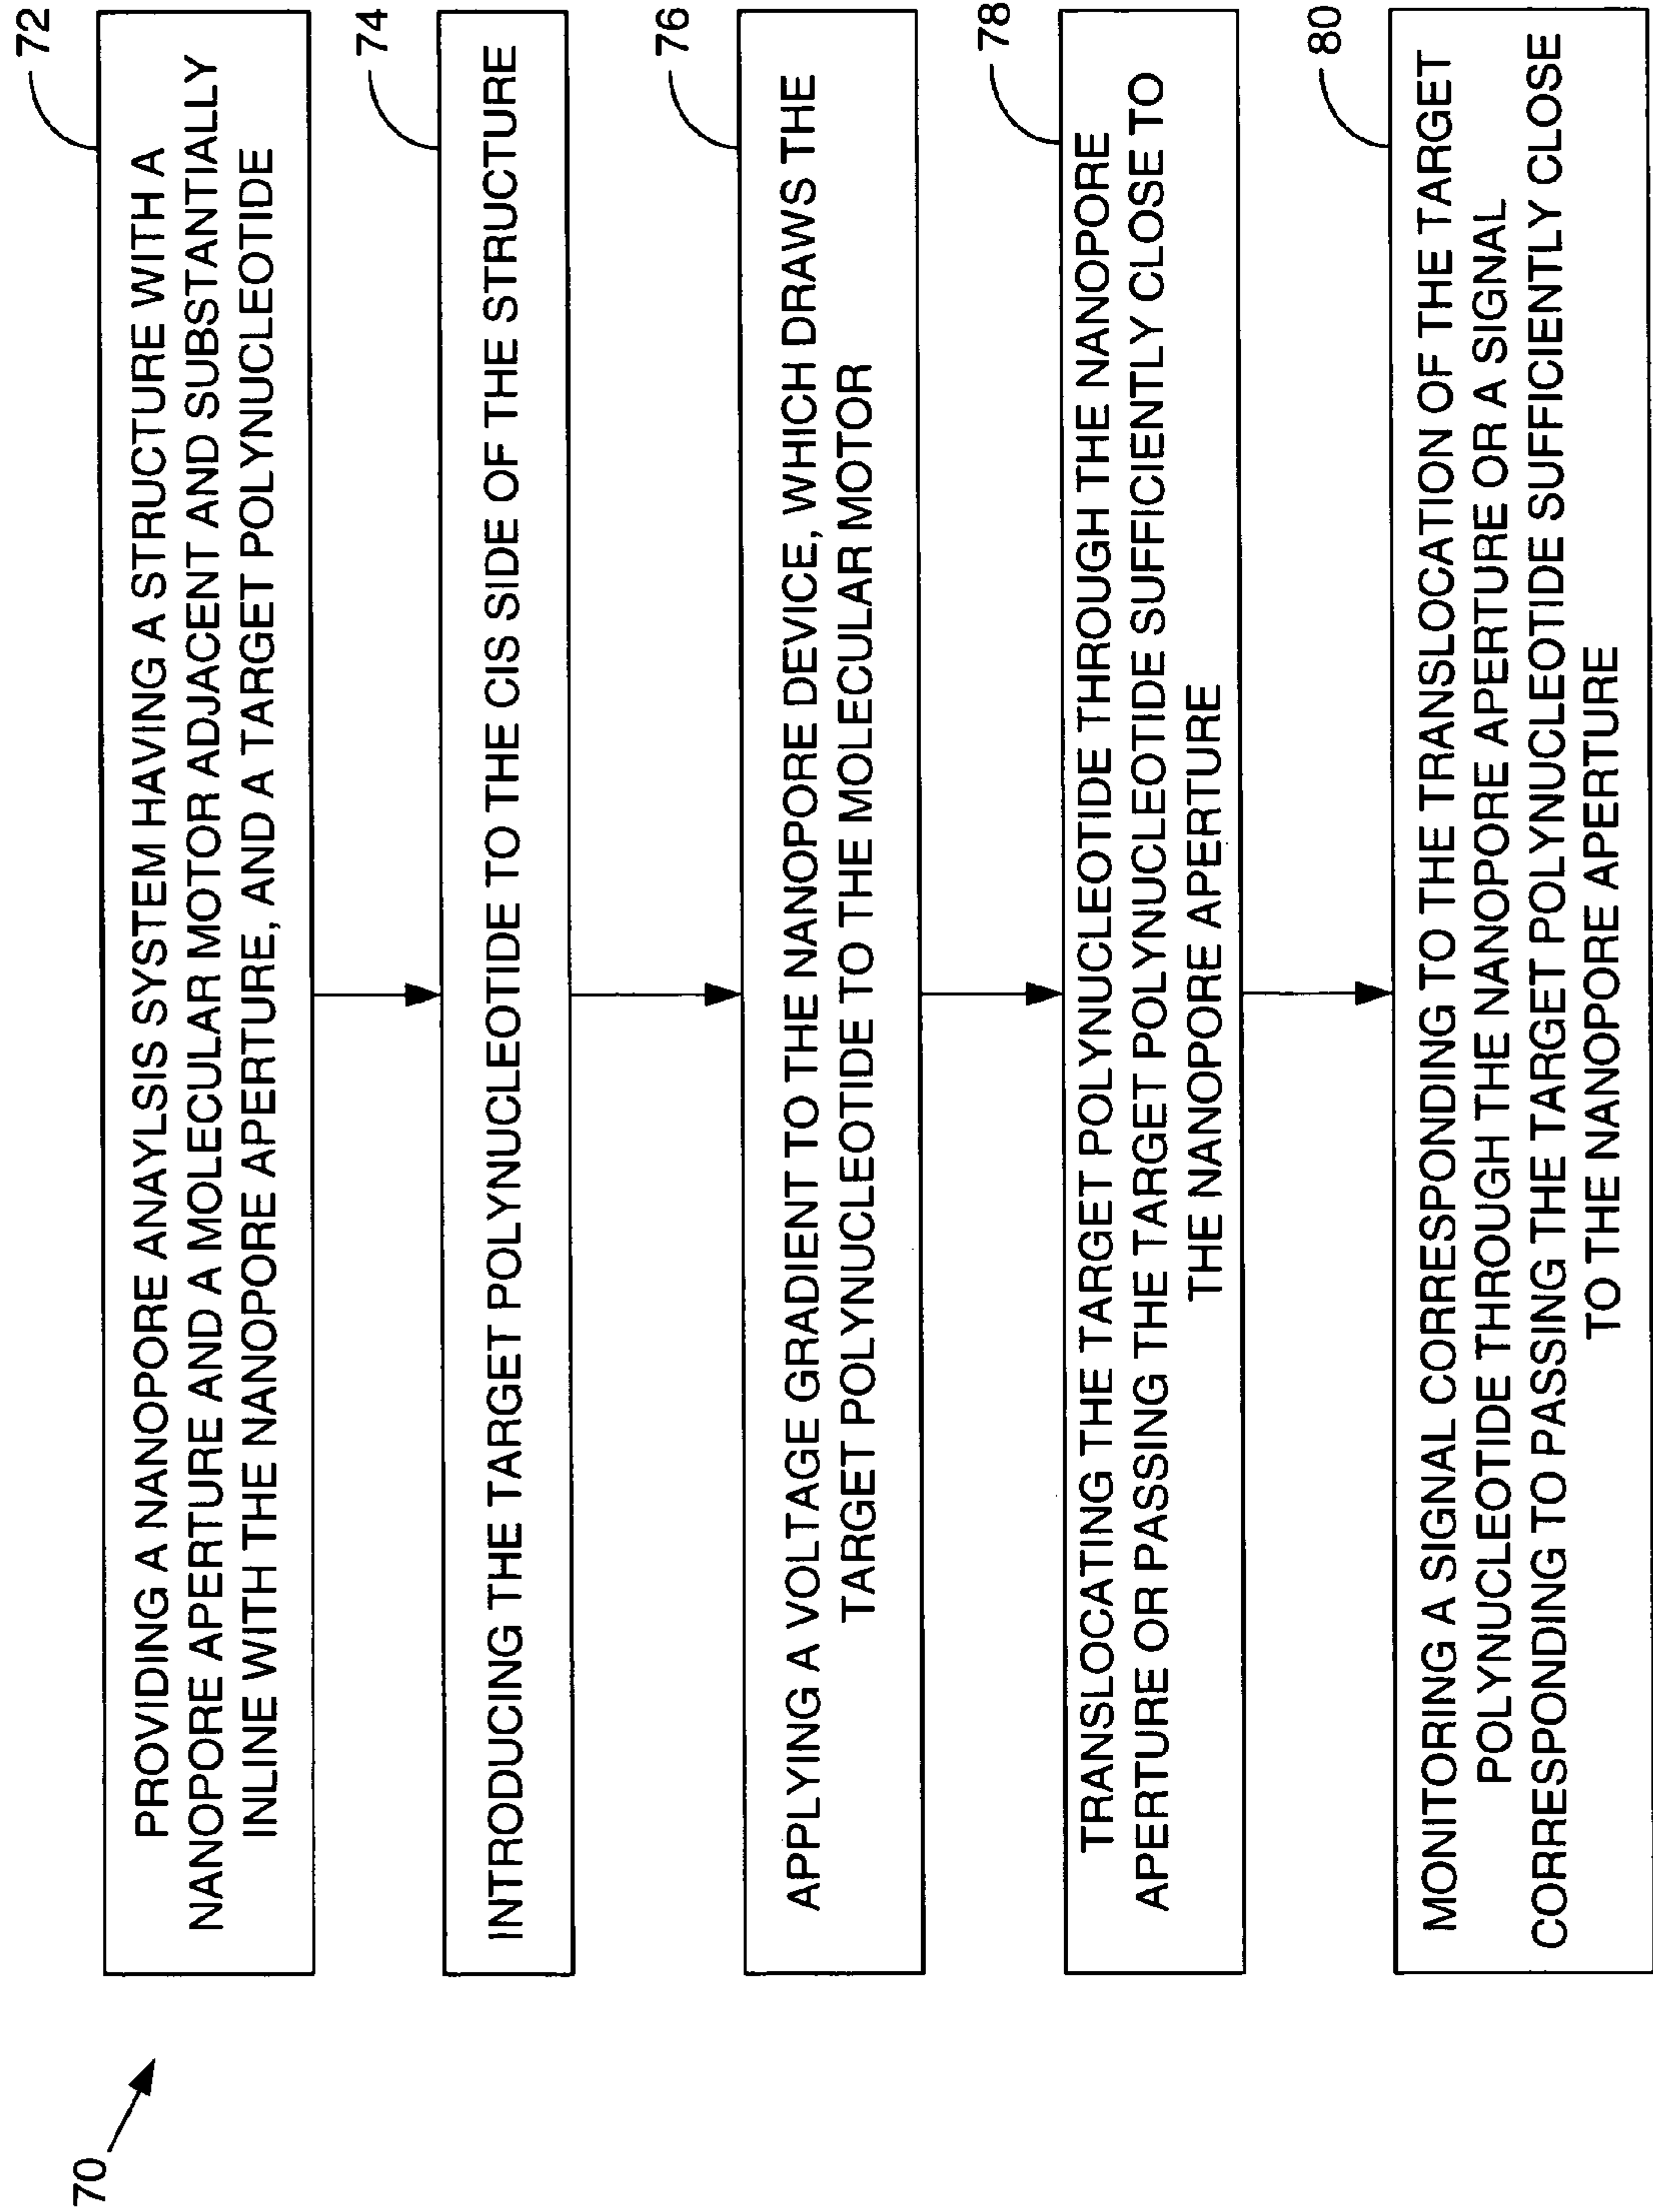 70
72
PROVIDING A NANOPORE ANAYLSIS SYSTEM HAVING A STRUCTURE WITH A
NANOPORE APERTURE AND A MOLECULAR MOTOR ADJACENT AND SUBSTANTIALLY
INLINE WITH THE NANOPORE APERTURE, AND A TARGET POLYNUCLEOTIDE
74
INTRODUCING THE TARGET POLYNUCLEOTIDE TO THE CIS SIDE OF THE STRUCTURE
76
APPLYING A VOLTAGE GRADIENT TO THE NANOPORE DEVICE, WHICH DRAWS THE
TARGET POLYNUCLEOTIDE TO THE MOLECULAR MOTOR
78
TRANSLOCATING THE TARGET POLYNUCLEOTIDE THROUGH THE NANOPORE
APERTURE OR PASSING THE TARGET POLYNUCLEOTIDE SUFFICIENTLY CLOSE TO
THE NANOPORE APERTURE
80
MONITORING A SIGNAL CORRESPONDING TO THE TRANSLOCATION OF THE TARGET
POLYNUCLEOTIDE THROUGH THE NANOPORE APERTURE OR A SIGNAL
CORRESPONDING TO PASSING THE TARGET POLYNUCLEOTIDE SUFFICIENTLY CLOSE
TO THE NANOPORE APERTURE